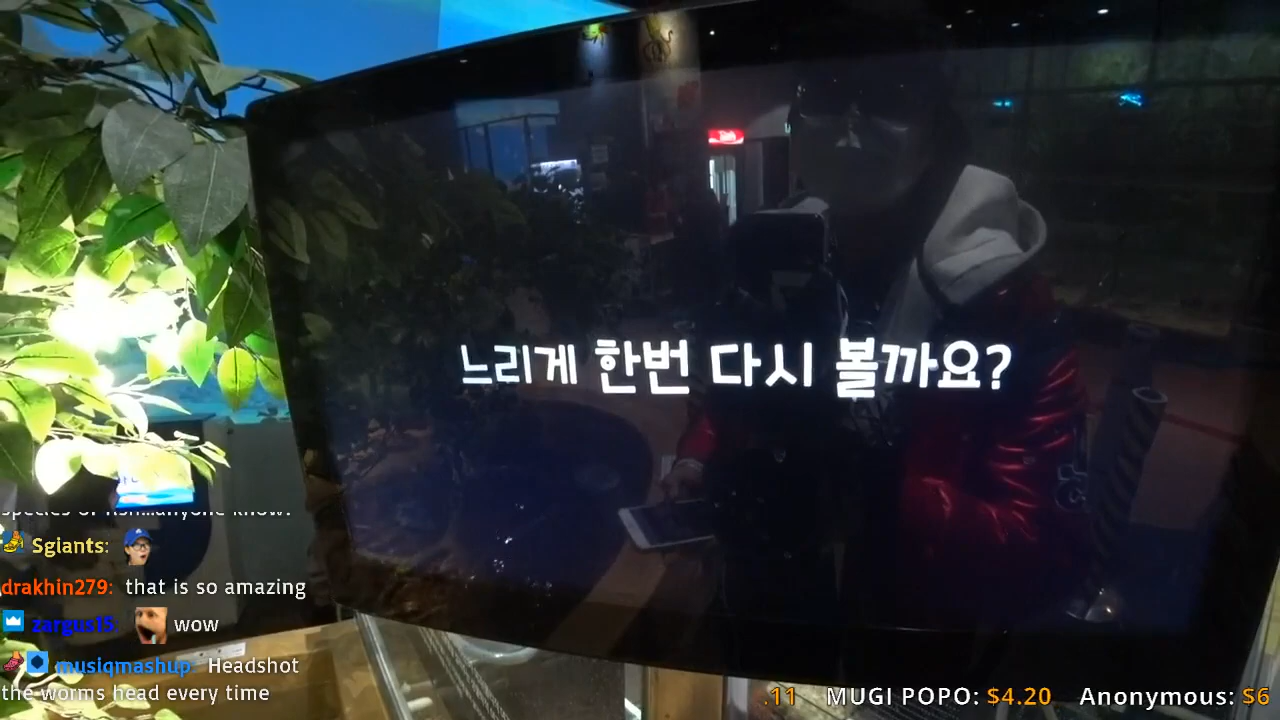 느리게 한번 다시 볼까요?
Sgiants:
drakhin279: that is so amazing
zargus15: wow
musiqmashup: Headshot
the worms head every time
.11 MUGI POPO: $4.20 Anonymous: $6